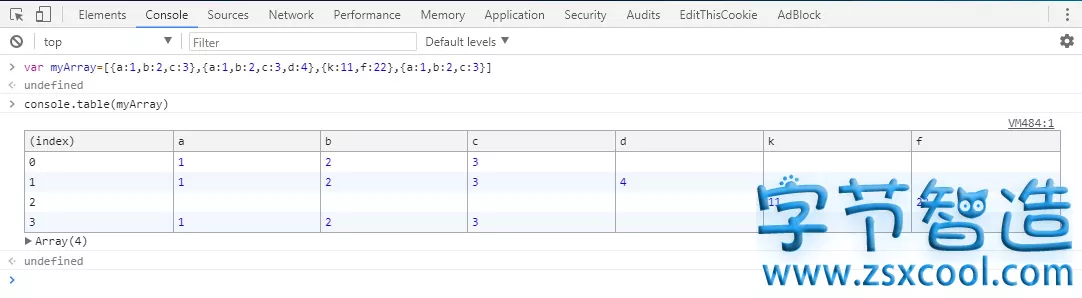 Elements Console Sources Network Performance Memory Application Security Audits EditThisCookie AdBlock
top Filter Default levels
var myArray=[{a:1,b:2,c:3},{a:1,b:2,c:3,d:4},{k:11,f:22},{a:1,b:2,c:3}]
undefined
console.table(myArray)
VM484:1
(index) a b c d k f
0 1 2 3
1 1 2 3 4
2 11
3 1 2 3
Array(4)
undefined
字节智造
www.zsxcool.com